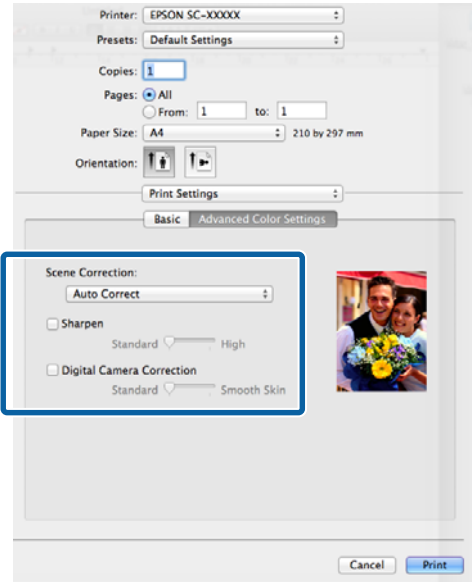 Printer: EPSON SC-XXXXX
Presets: Default Settings
Copies: 1
Pages: All
From: 1 to: 1
Paper Size: A4 210 by 297 mm
Orientation:
Print Settings
Basic Advanced Color Settings
Scene Correction:
Auto Correct
Sharpen
Standard High
Digital Camera Correction
Standard Smooth Skin
Cancel Print